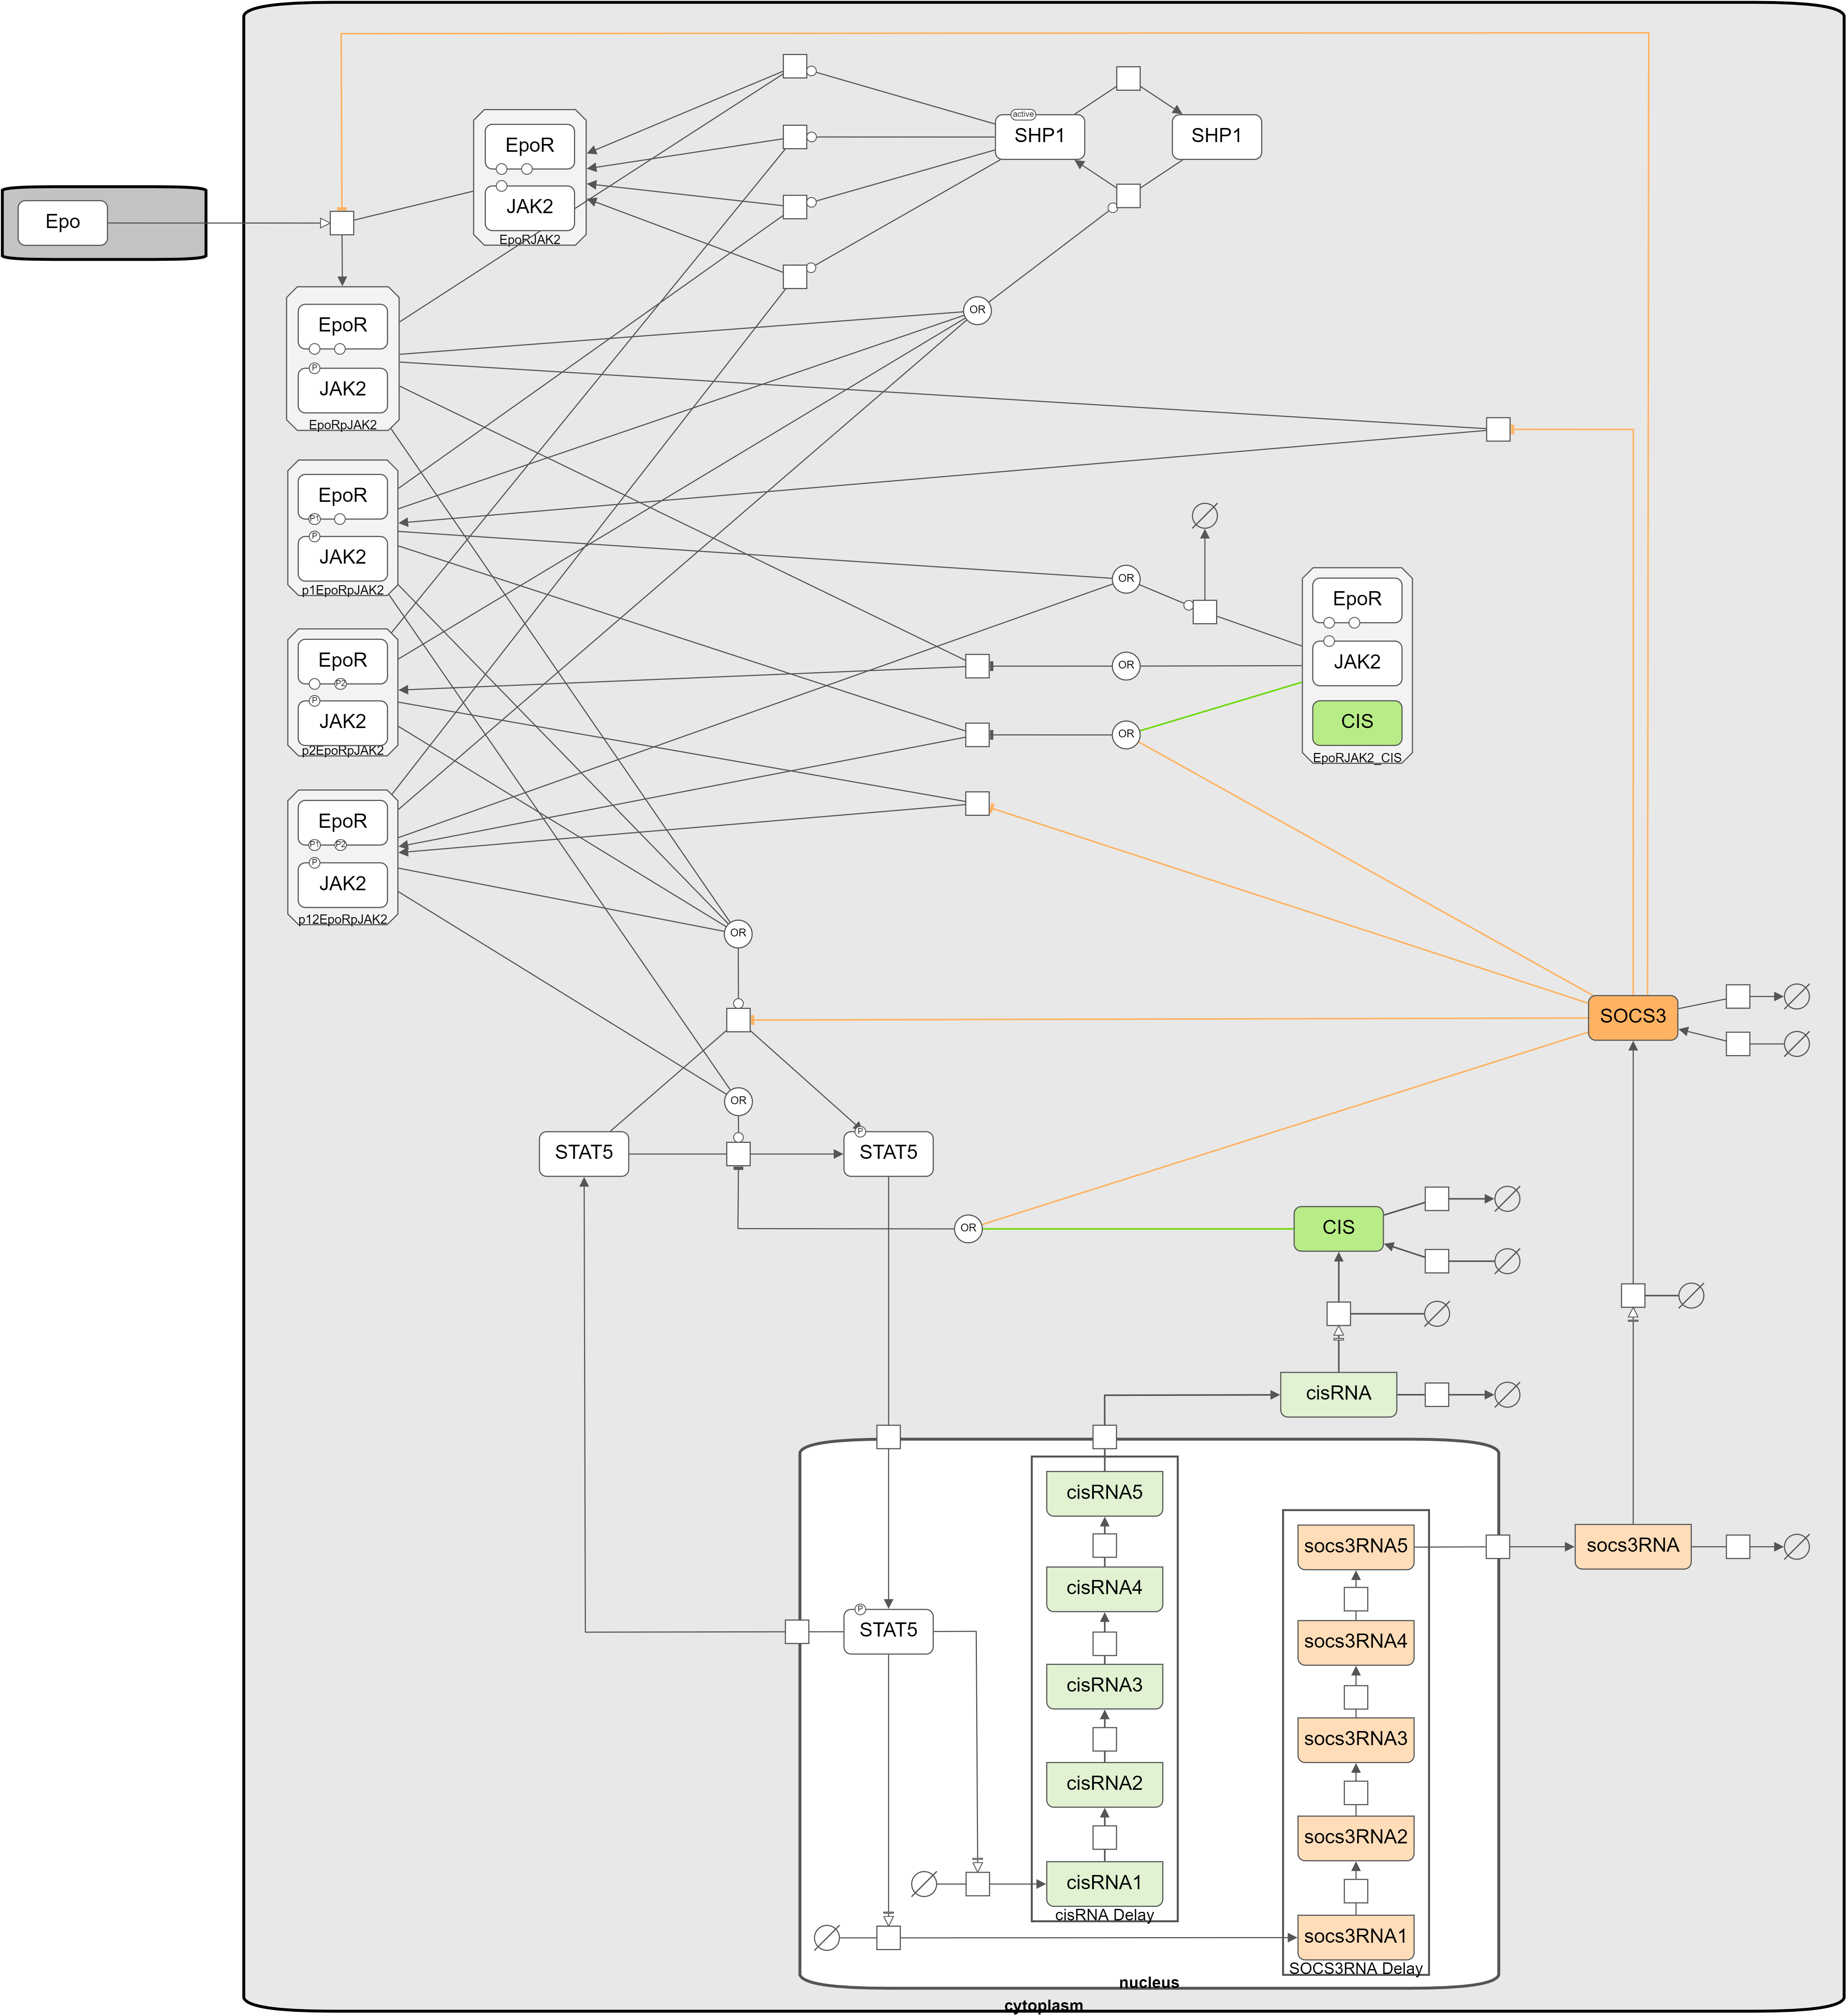 active
SHP1
SHP1
EpoR
JAK2
EpoRJAK2
Epo
EpoR
P
JAK2
EpoRpJAK2
OR
EpoR
P1
P
JAK2
p1EpoRpJAK2
OR
EpoR
JAK2
CIS
EpoRJAK2_CIS
EpoR
P2
P
JAK2
p2EpoRpJAK2
OR
OR
EpoR
P1
P2
P
JAK2
p12EpoRpJAK2
OR
SOCS3
OR
STAT5
P
STAT5
OR
CIS
cisRNA
cisRNA5
cisRNA4
cisRNA3
cisRNA2
cisRNA1
cisRNA Delay
socs3RNA5
socs3RNA
socs3RNA4
socs3RNA3
socs3RNA2
socs3RNA1
SOCS3RNA Delay
P
STAT5
nucleus
cytoplasm